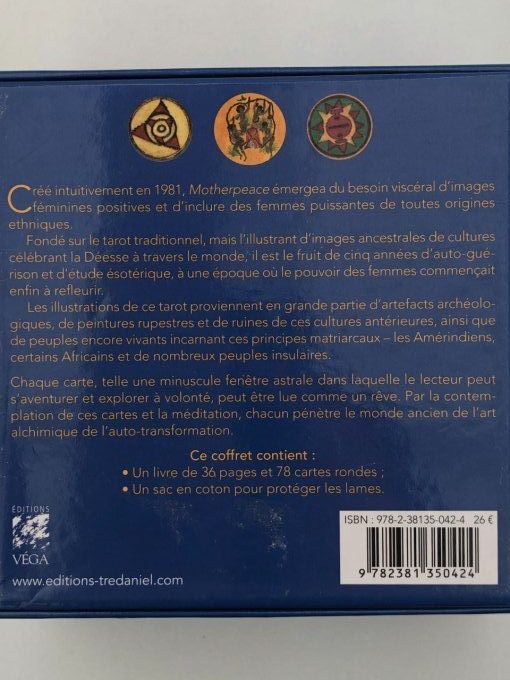 Créé intuitivement en 1981, Motherpeace émergea du besoin viscéral d'images
féminines positives et d'inclure des femmes puissantes de toutes origines
ethniques.
Fondé sur le tarot traditionnel, mais l'illustrant d'images ancestrales de cultures
célébrant la Déesse à travers le monde, il est le fruit de cinq années d'auto-gué-
rison et d'étude ésotérique, à une époque où le pouvoir des femmes commençait
enfin à refleurir.
Les illustrations de ce tarot proviennent en grande partie d'artefacts archéolo-
giques, de peintures rupestres et de ruines de ces cultures antérieures, ainsi que
de peuples encore vivants incarnant ces principes matriarcaux – les Amérindiens,
certains Africains et de nombreux peuples insulaires.
Chaque carte, telle une minuscule fenêtre astrale dans laquelle le lecteur peut
s'aventurer et explorer à volonté, peut être lue comme un rêve. Par la contem-
plation de ces cartes et la méditation, chacun pénètre le monde ancien de l'art
alchimique de l'auto-transformation.
Ce coffret contient :
• Un livre de 36 pages et 78 cartes rondes ;
• Un sac en coton pour protéger les lames.
ÉDITIONS
VÉGA
www.editions-tredaniel.com
ISBN : 978-2-38135-042-4 26 €
9 782381 350424